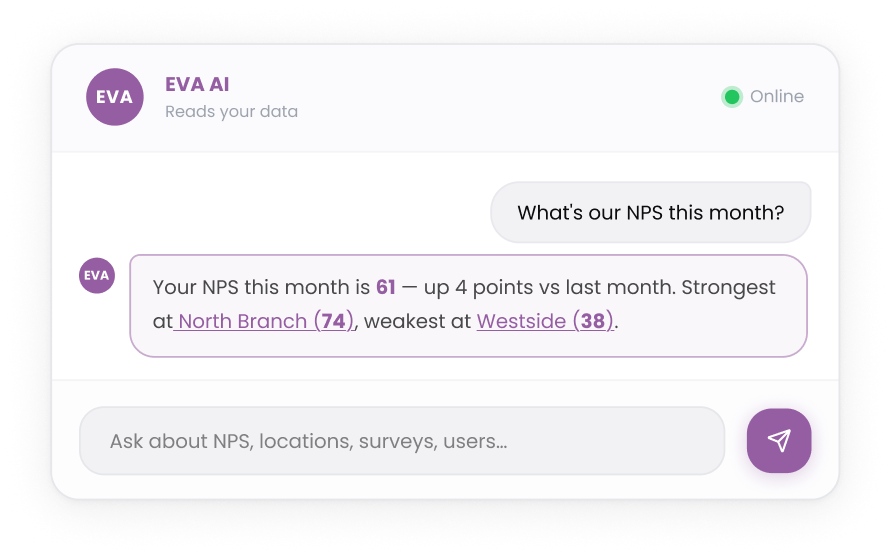 EVA
EVA AI
Reads your data
Online
What's our NPS this month?
EVA
Your NPS this month is 61 — up 4 points vs last month. Strongest
at North Branch (74), weakest at Westside (38).
Ask about NPS, locations, surveys, users...